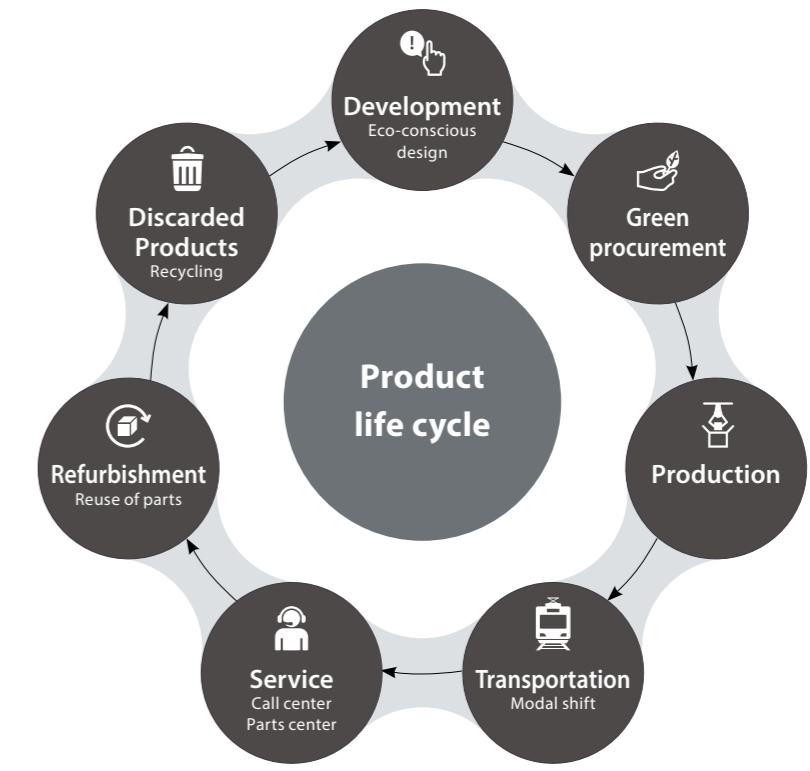 Development
Eco-conscious
design
Green
procurement
Production
Transportation
Modal shift
Service
Call center
Parts center
Refurbishment
Reuse of parts
Discarded
Products
Recycling
Product
life cycle